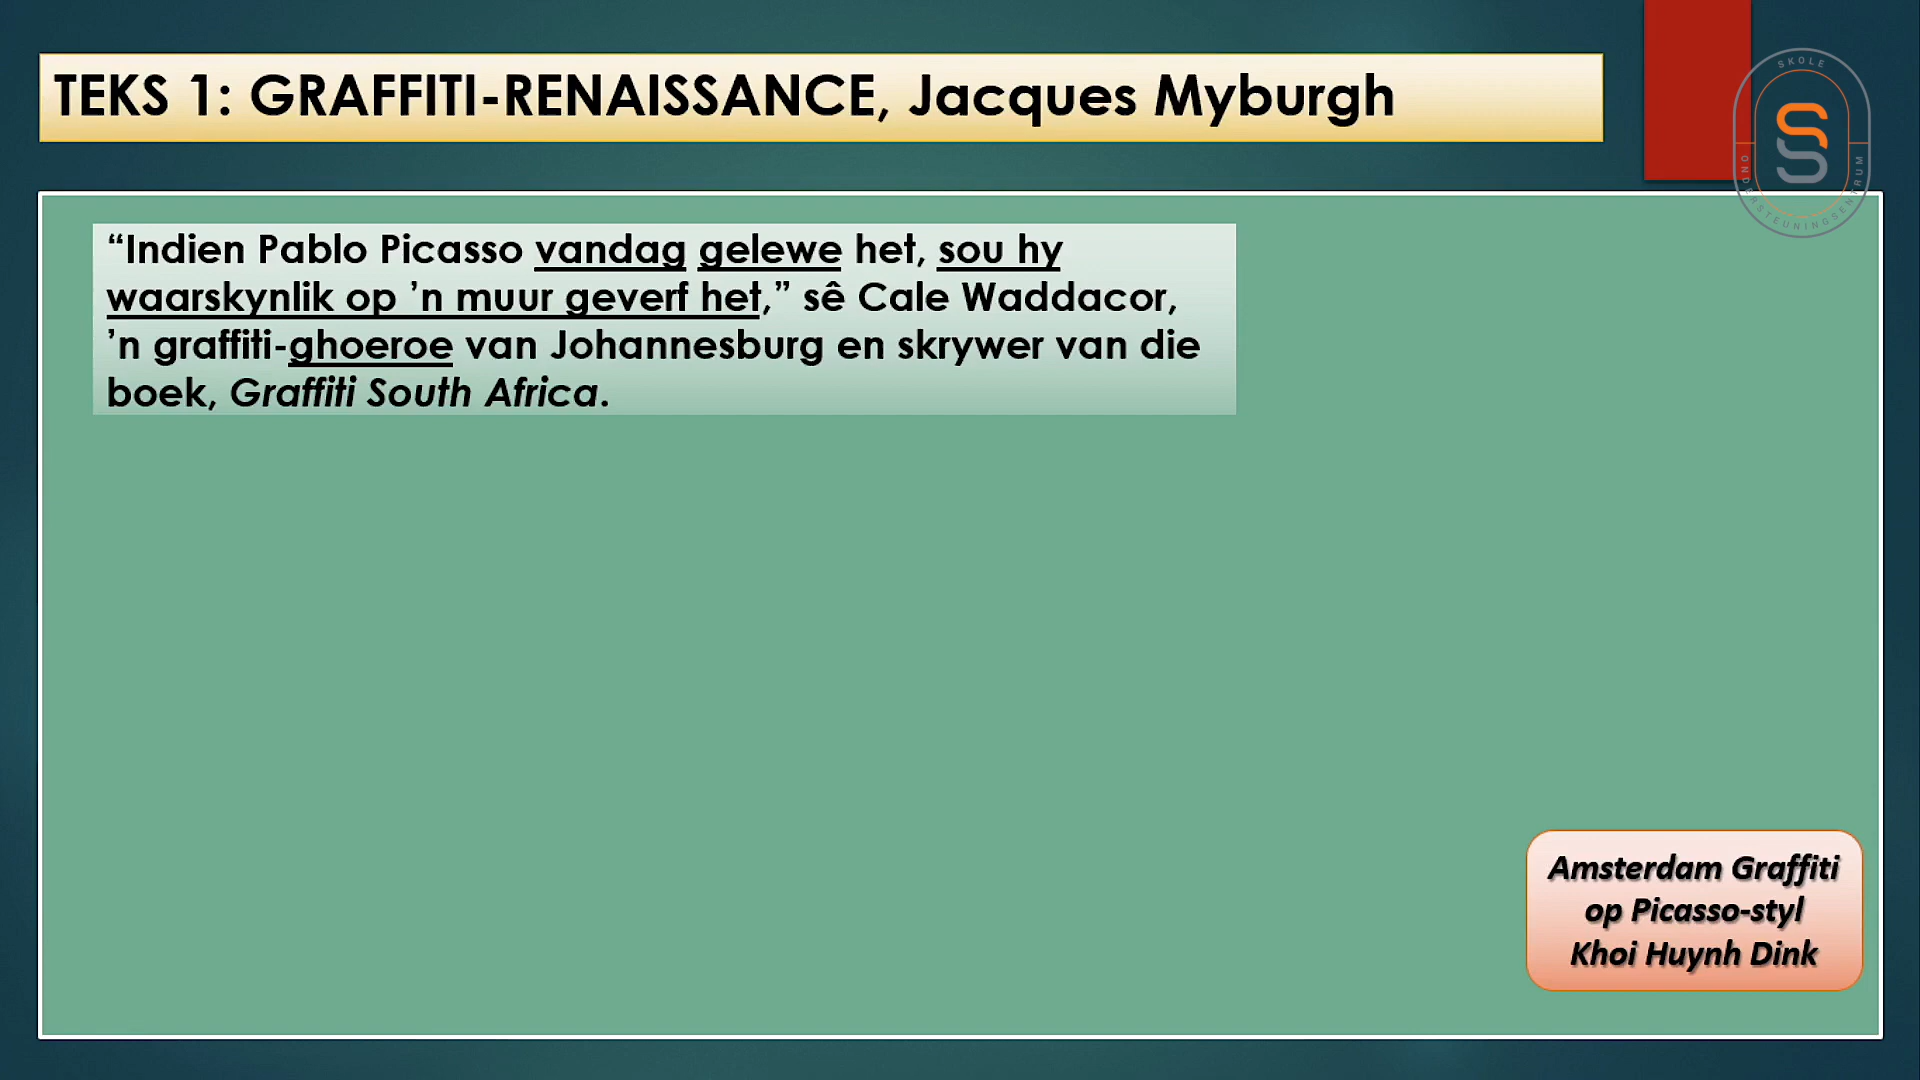 TEKS 1: GRAFFITI-RENAISSANCE, Jacques Myburgh
SKOLE
ONDERSTEUNINGSENTRUM
“Indien Pablo Picasso vandag gelewe het, sou hy
waarskynlik op ’n muur geverf het,” sê Cale Waddacor,
’n graffiti-ghoeroe van Johannesburg en skrywer van die
boek, Graffiti South Africa.
Amsterdam Graffiti
op Picasso-styl
Khoi Huynh Dink